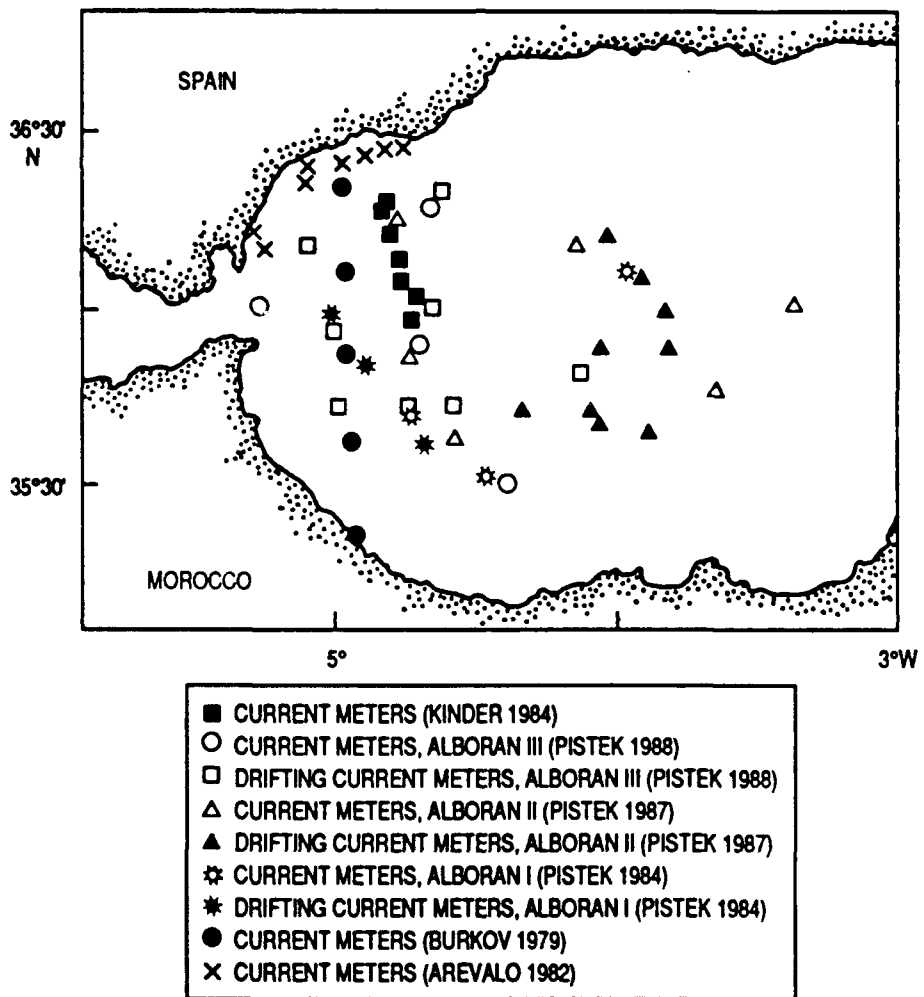 SPAIN
36°30'
N
35°30'
MOROCCO
5°
3°W
CURRENT METERS (KINDER 1984)
CURRENT METERS, ALBORAN III (PISTEK 1988)
DRIFTING CURRENT METERS, ALBORAN III (PISTEK 1988)
CURRENT METERS, ALBORAN II (PISTEK 1987)
DRIFTING CURRENT METERS, ALBORAN II (PISTEK 1987)
CURRENT METERS, ALBORAN I (PISTEK 1984)
DRIFTING CURRENT METERS, ALBORAN I (PISTEK 1984)
CURRENT METERS (BURKOV 1979)
CURRENT METERS (AREVALO 1982)